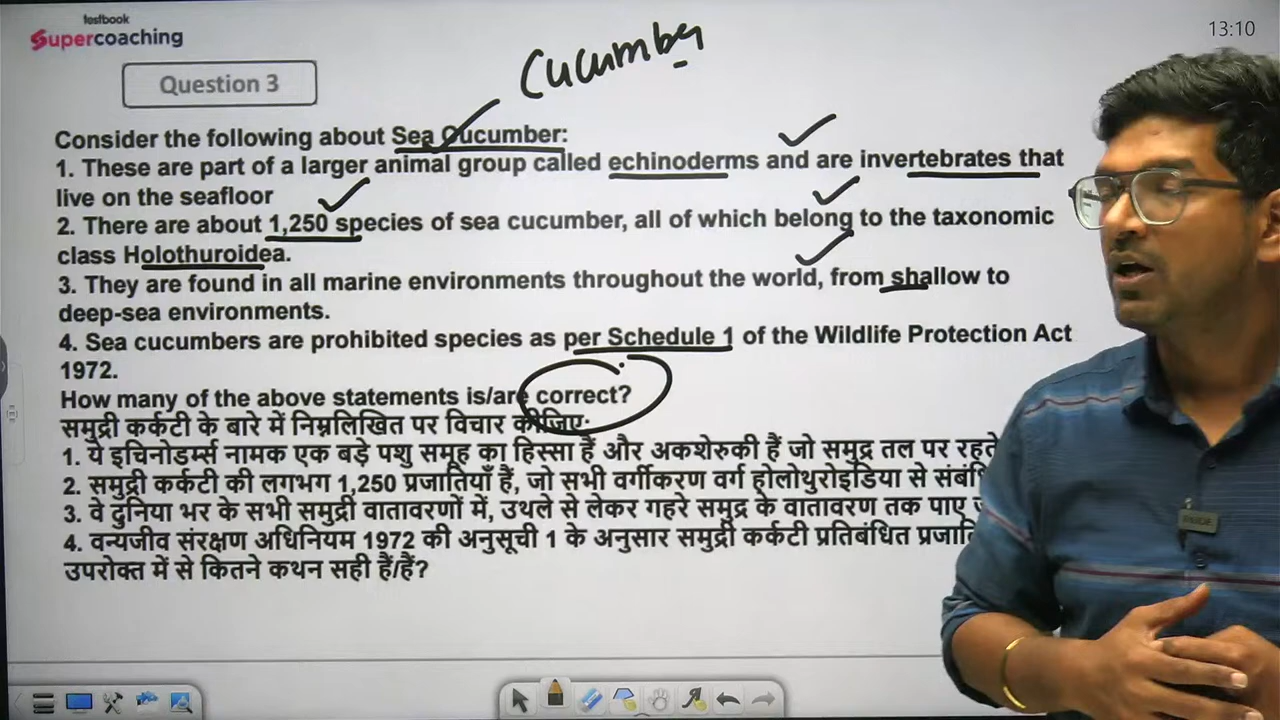 testbook
Supercoaching
13:10
Cucumber
Question 3
Consider the following about Sea Cucumber:
1. These are part of a larger animal group called echinoderms and are invertebrates that
live on the seafloor
2. There are about 1,250 species of sea cucumber, all of which belong to the taxonomic
class Holothuroidea.
3. They are found in all marine environments throughout the world, from shallow to
deep-sea environments.
4. Sea cucumbers are prohibited species as per Schedule 1 of the Wildlife Protection Act
1972.
How many of the above statements is/are correct?
समुद्री कर्कटी के बारे में निम्नलिखित पर विचार कीजिए:
1. ये इचिनोडर्म्स नामक एक बड़े पशु समूह का हिस्सा हैं और अकशेरुकी हैं जो समुद्र तल पर रहते
2. समुद्री कर्कटी की लगभग 1,250 प्रजातियाँ हैं, जो सभी वर्गीकरण वर्ग होलोथुरोइडिया से
3. वे दुनिया भर के सभी समुद्री वातावरणों में, उथले से लेकर गहरे समुद्र के वातावरण तक पाए
4. वन्यजीव संरक्षण अधिनियम 1972 की अनुसूची 1 के अनुसार समुद्री कर्कटी प्रतिबंधित
उपरोक्त में से कितने कथन सही हैं/हैं?